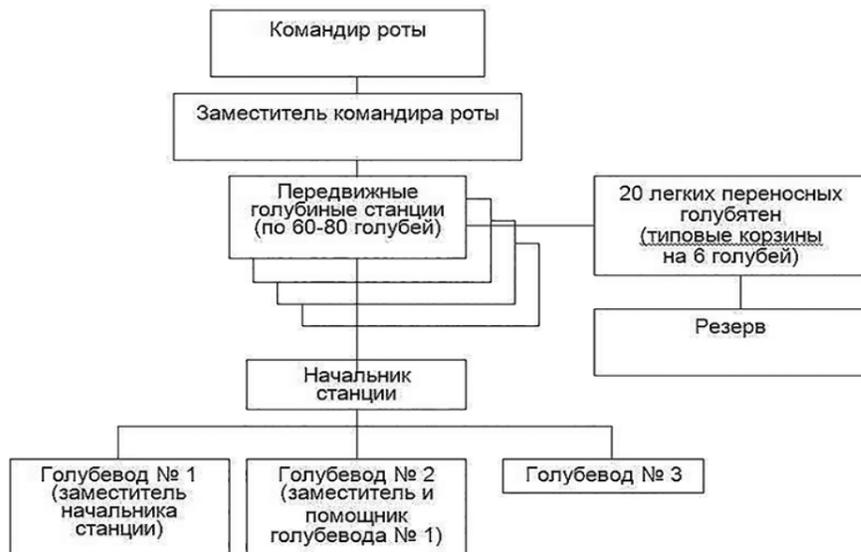 Командир роты
Заместитель командира роты
Передвижные
голубиные станции
(по 60-80 голубей)
20 легких переносных
голубятен
(типовые корзины
на 6 голубей)
Резерв
Начальник
станции
Голубевод № 1
(заместитель
начальника
станции)
Голубевод № 2
(заместитель и
помощник
голубевода № 1)
Голубевод № 3